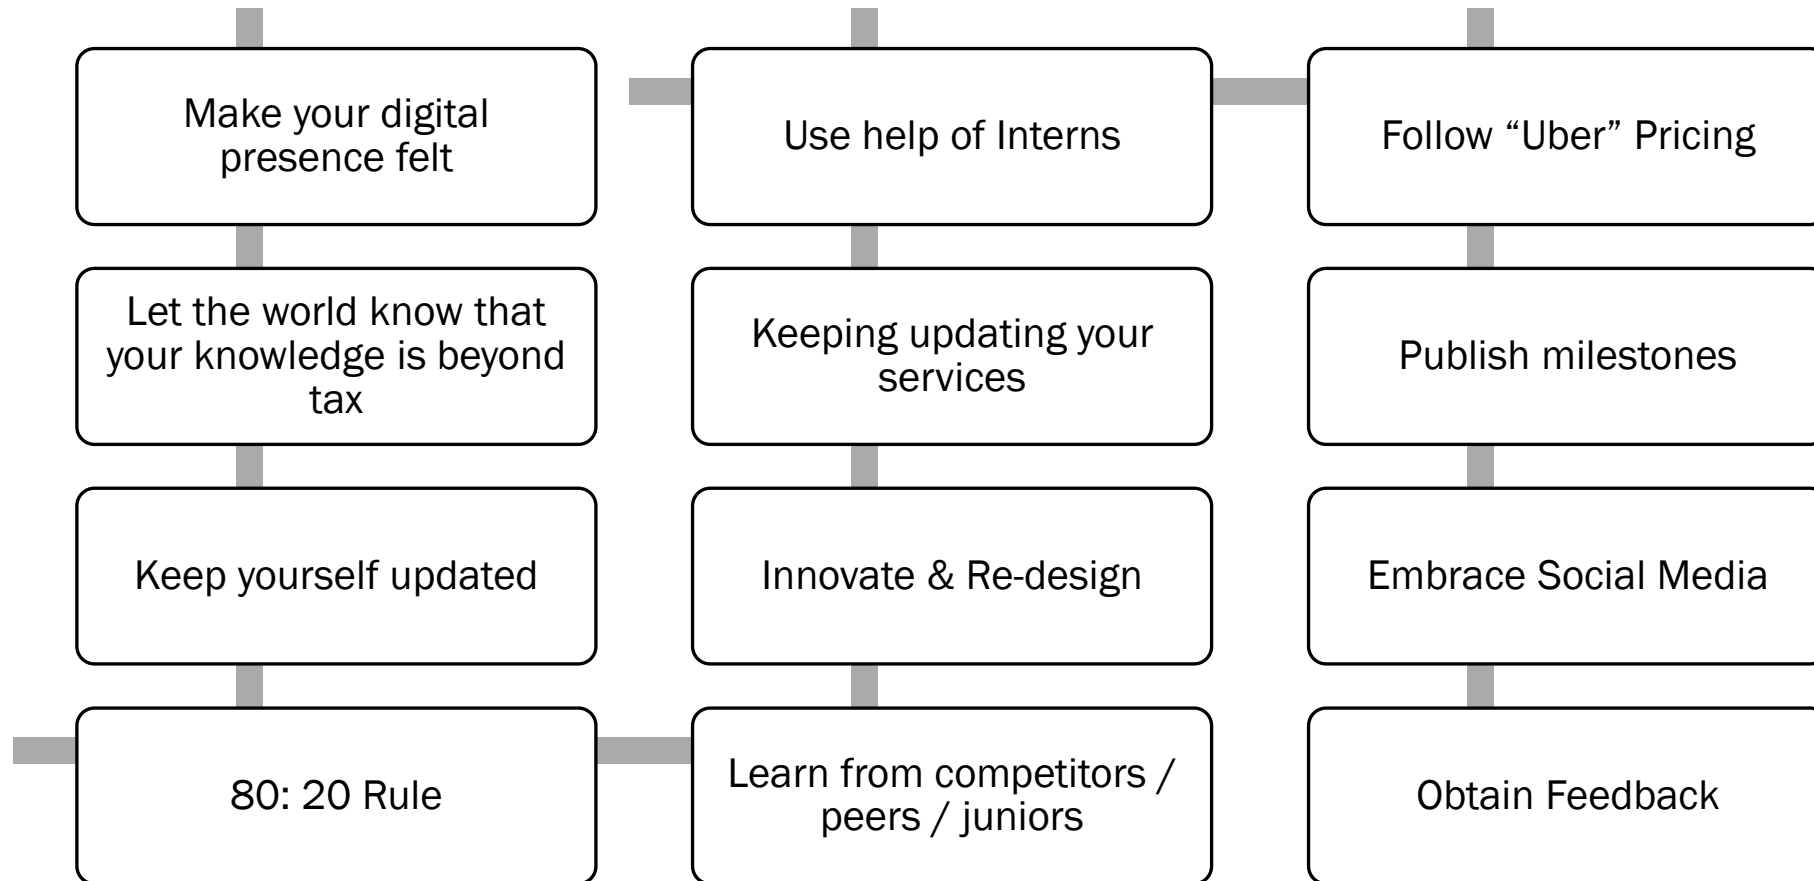 Make your digital
presence felt
Let the world know that
your knowledge is beyond
tax
Keep yourself updated
80: 20 Rule
Learn from competitors /
peers / juniors
Innovate & Re-design
Keeping updating your
services
Use help of Interns
Follow “Uber” Pricing
Publish milestones
Embrace Social Media
Obtain Feedback